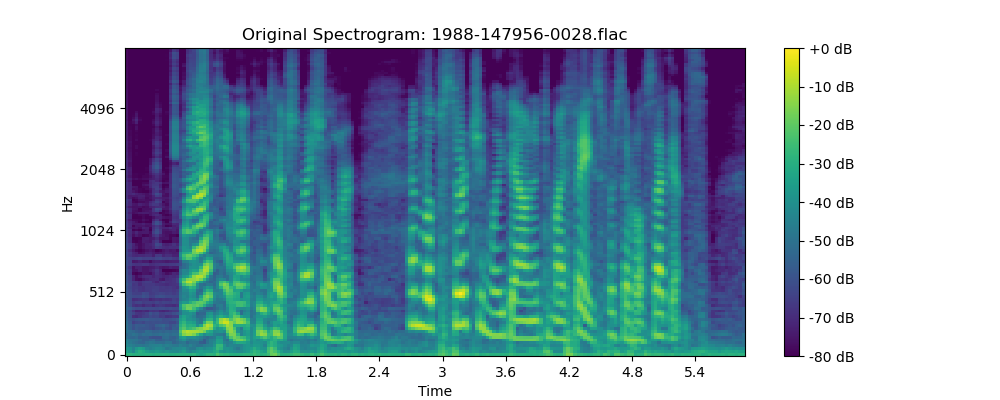 Original Spectrogram: 1988-147956-0028.flac
Hz
4096
2048
1024
512
0
0 0.6 1.2 1.8 2.4 3 3.6 4.2 4.8 5.4
Time
+0 dB
-10 dB
-20 dB
-30 dB
-40 dB
-50 dB
-60 dB
-70 dB
-80 dB